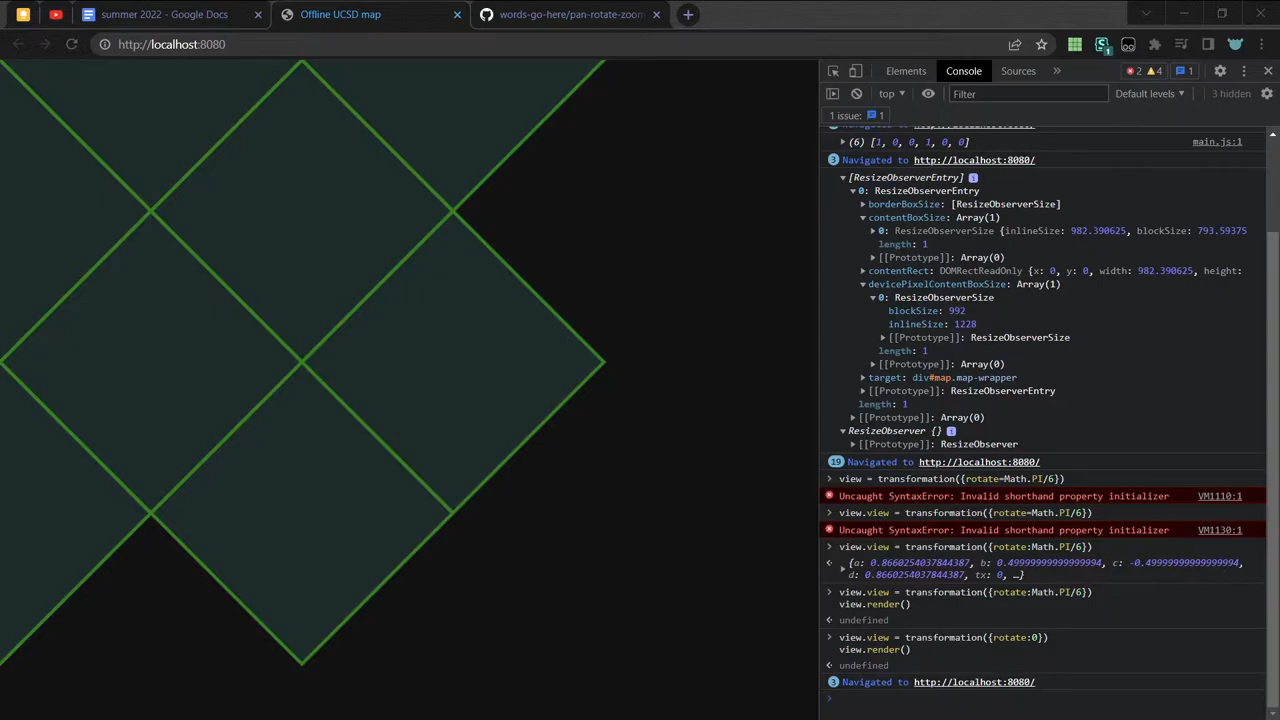 summer 2022 - Google Docs
Offline UCSD map
words-go-here/pan-rotate-zoom
http://localhost:8080
1
Elements
Console
Sources
2
4
1
top
Filter
Default levels
3 hidden
1 issue: 1
(6) [1, 0, 0, 1, 0, 0]
main.js:1
3 Navigated to http://localhost:8080/
[ResizeObserverEntry] i
0: ResizeObserverEntry
borderBoxSize: [ResizeObserverSize]
contentBoxSize: Array(1)
0: ResizeObserverSize {inlineSize: 982.390625, blockSize: 793.59375
length: 1
[[Prototype]]: Array(0)
contentRect: DOMRectReadOnly {x: 0, y: 0, width: 982.390625, height:
devicePixelContentBoxSize: Array(1)
0: ResizeObserverSize
blockSize: 992
inlineSize: 1228
[[Prototype]]: ResizeObserverSize
length: 1
[[Prototype]]: Array(0)
target: div#map.map-wrapper
[[Prototype]]: ResizeObserverEntry
length: 1
[[Prototype]]: Array(0)
ResizeObserver {} i
[[Prototype]]: ResizeObserver
19 Navigated to http://localhost:8080/
view = transformation({rotate=Math.PI/6})
Uncaught SyntaxError: Invalid shorthand property initializer
VM1110:1
view.view = transformation({rotate=Math.PI/6})
Uncaught SyntaxError: Invalid shorthand property initializer
VM1130:1
view.view = transformation({rotate:Math.PI/6})
{a: 0.8660254037844387, b: 0.49999999999999994, c: -0.49999999999999994,
d: 0.8660254037844387, tx: 0, …}
view.view = transformation({rotate:Math.PI/6})
view.render()
undefined
view.view = transformation({rotate:0})
view.render()
undefined
3 Navigated to http://localhost:8080/